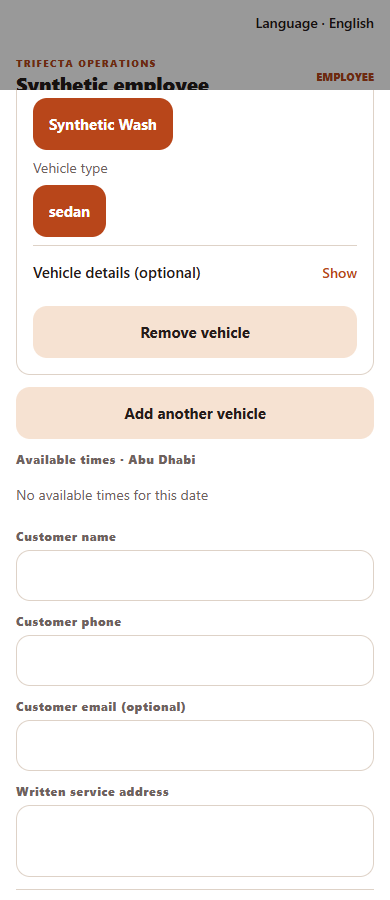 Language · English
TRIFECTA OPERATIONS
Synthetic employee
EMPLOYEE
Synthetic Wash
Vehicle type
sedan
Vehicle details (optional)
Show
Remove vehicle
Add another vehicle
Available times · Abu Dhabi
No available times for this date
Customer name
Customer phone
Customer email (optional)
Written service address